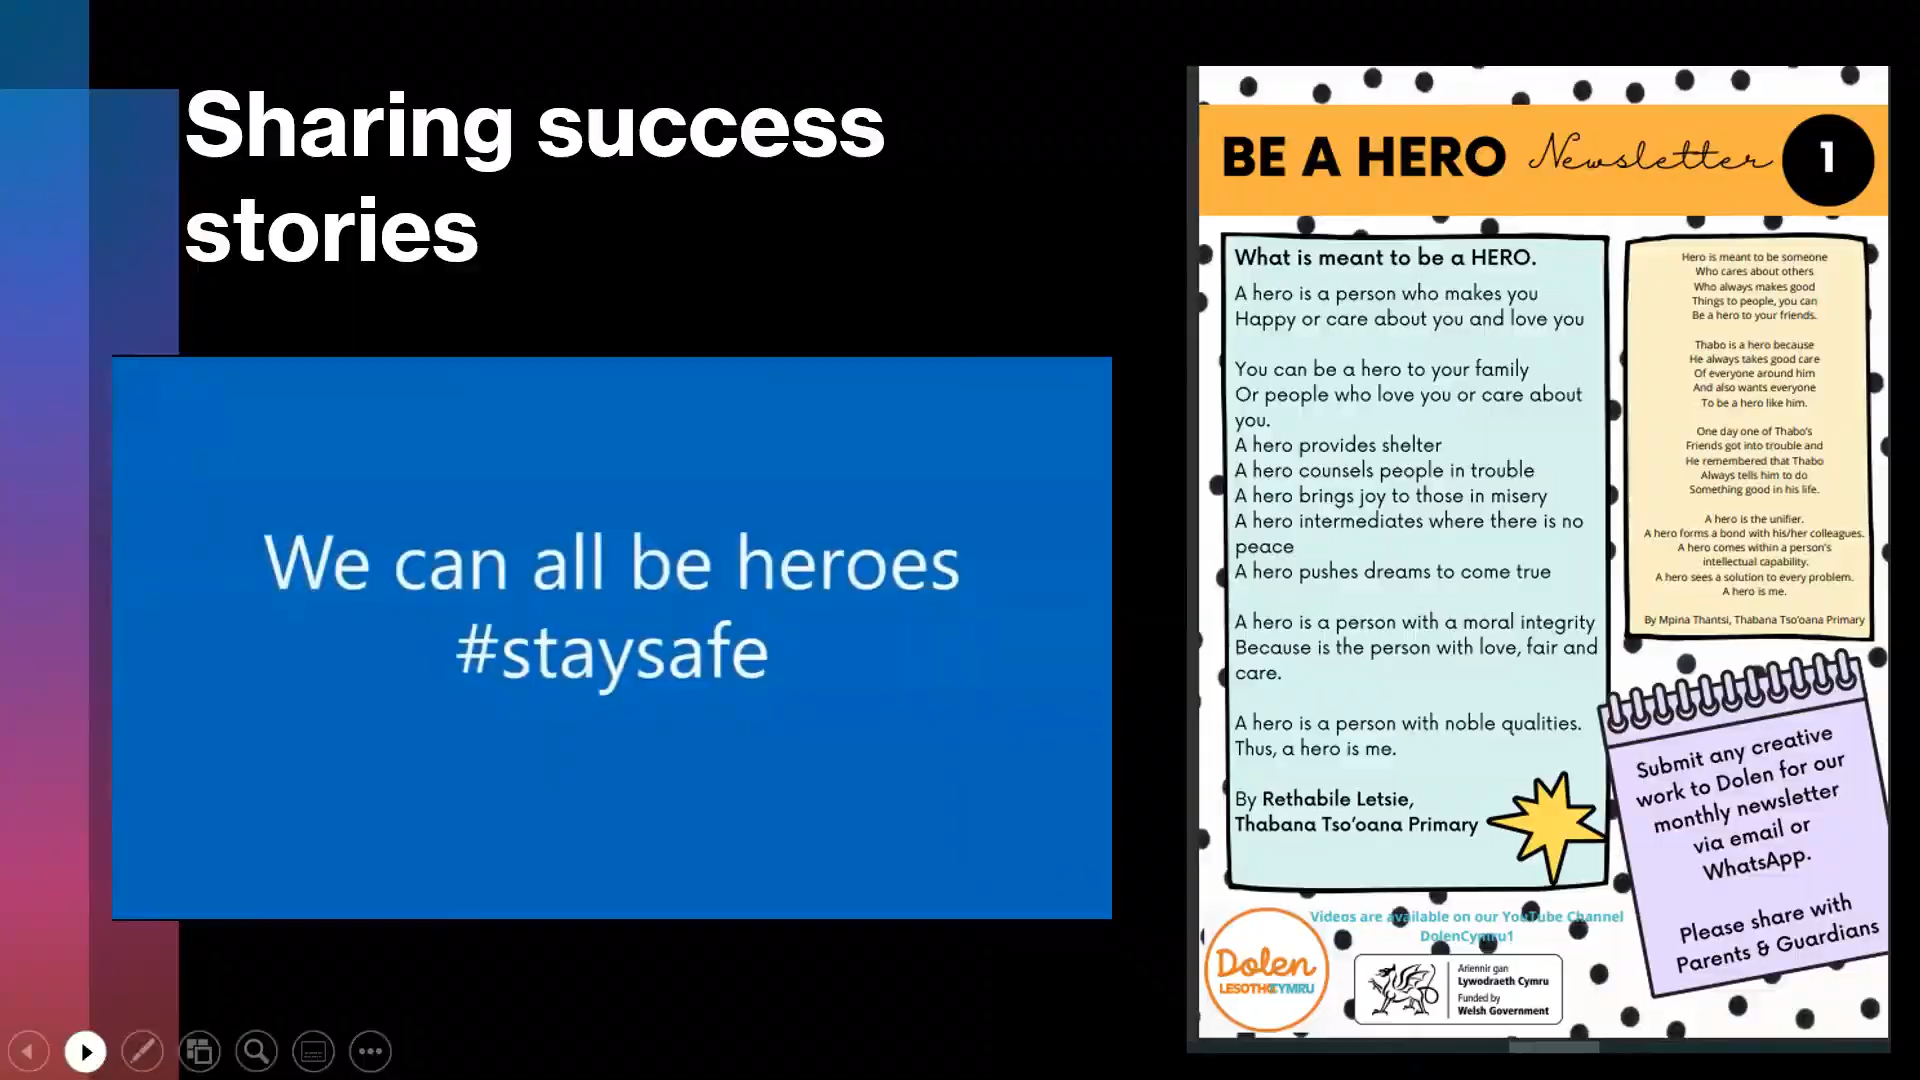 Sharing success
stories
We can all be heroes
#staysafe
BE A HERO Newsletter 1
What is meant to be a HERO.
A hero is a person who makes you
Happy or care about you and love you
You can be a hero to your family
Or people who love you or care about
you.
A hero provides shelter
A hero counsels people in trouble
A hero brings joy to those in misery
A hero intermediates where there is no
peace
A hero pushes dreams to come true
A hero is a person with a moral integrity
Because is the person with love, fair and
care.
A hero is a person with noble qualities.
Thus, a hero is me.
By Rethabile Letsie,
Thabana Tso’oana Primary
Hero is meant to be someone
Who cares about others
Who always makes good
Things to people, you can
Be a hero to your friends.
Thabo is a hero because
He always takes good care
Of everyone around him
And also wants everyone
To be a hero like him.
One day one of Thabo’s
Friends got into trouble and
He remembered that Thabo
Always tells him to do
Something good in his life.
A hero is the unifier.
A hero forms a bond with his/her colleagues.
A hero comes within a person’s
intellectual capability.
A hero sees a solution to every problem.
A hero is me.
By Mpina Thantsi, Thabana Tso’oana Primary
Submit any creative
work to Dolen for our
monthly newsletter
via email or
WhatsApp.
Please share with
Parents & Guardians
Videos are available on our YouTube Channel
DolenCymru1
Dolen
LESOTHO CYMRU
Ariennir gan
Lywodraeth Cymru
Funded by
Welsh Government